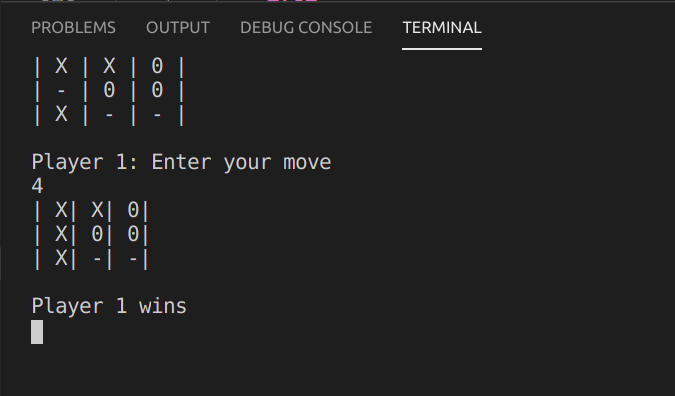 PROBLEMS OUTPUT DEBUG CONSOLE TERMINAL
| X | X | 0 |
| - | 0 | 0 |
| X | - | - |
Player 1: Enter your move
4
| X| X| 0|
| X| 0| 0|
| X| -| -|
Player 1 wins